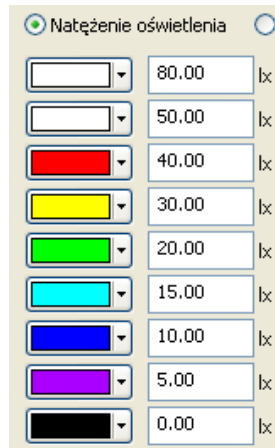 Natężenie oświetlenia
80.00 lx
50.00 lx
40.00 lx
30.00 lx
20.00 lx
15.00 lx
10.00 lx
5.00 lx
0.00 lx